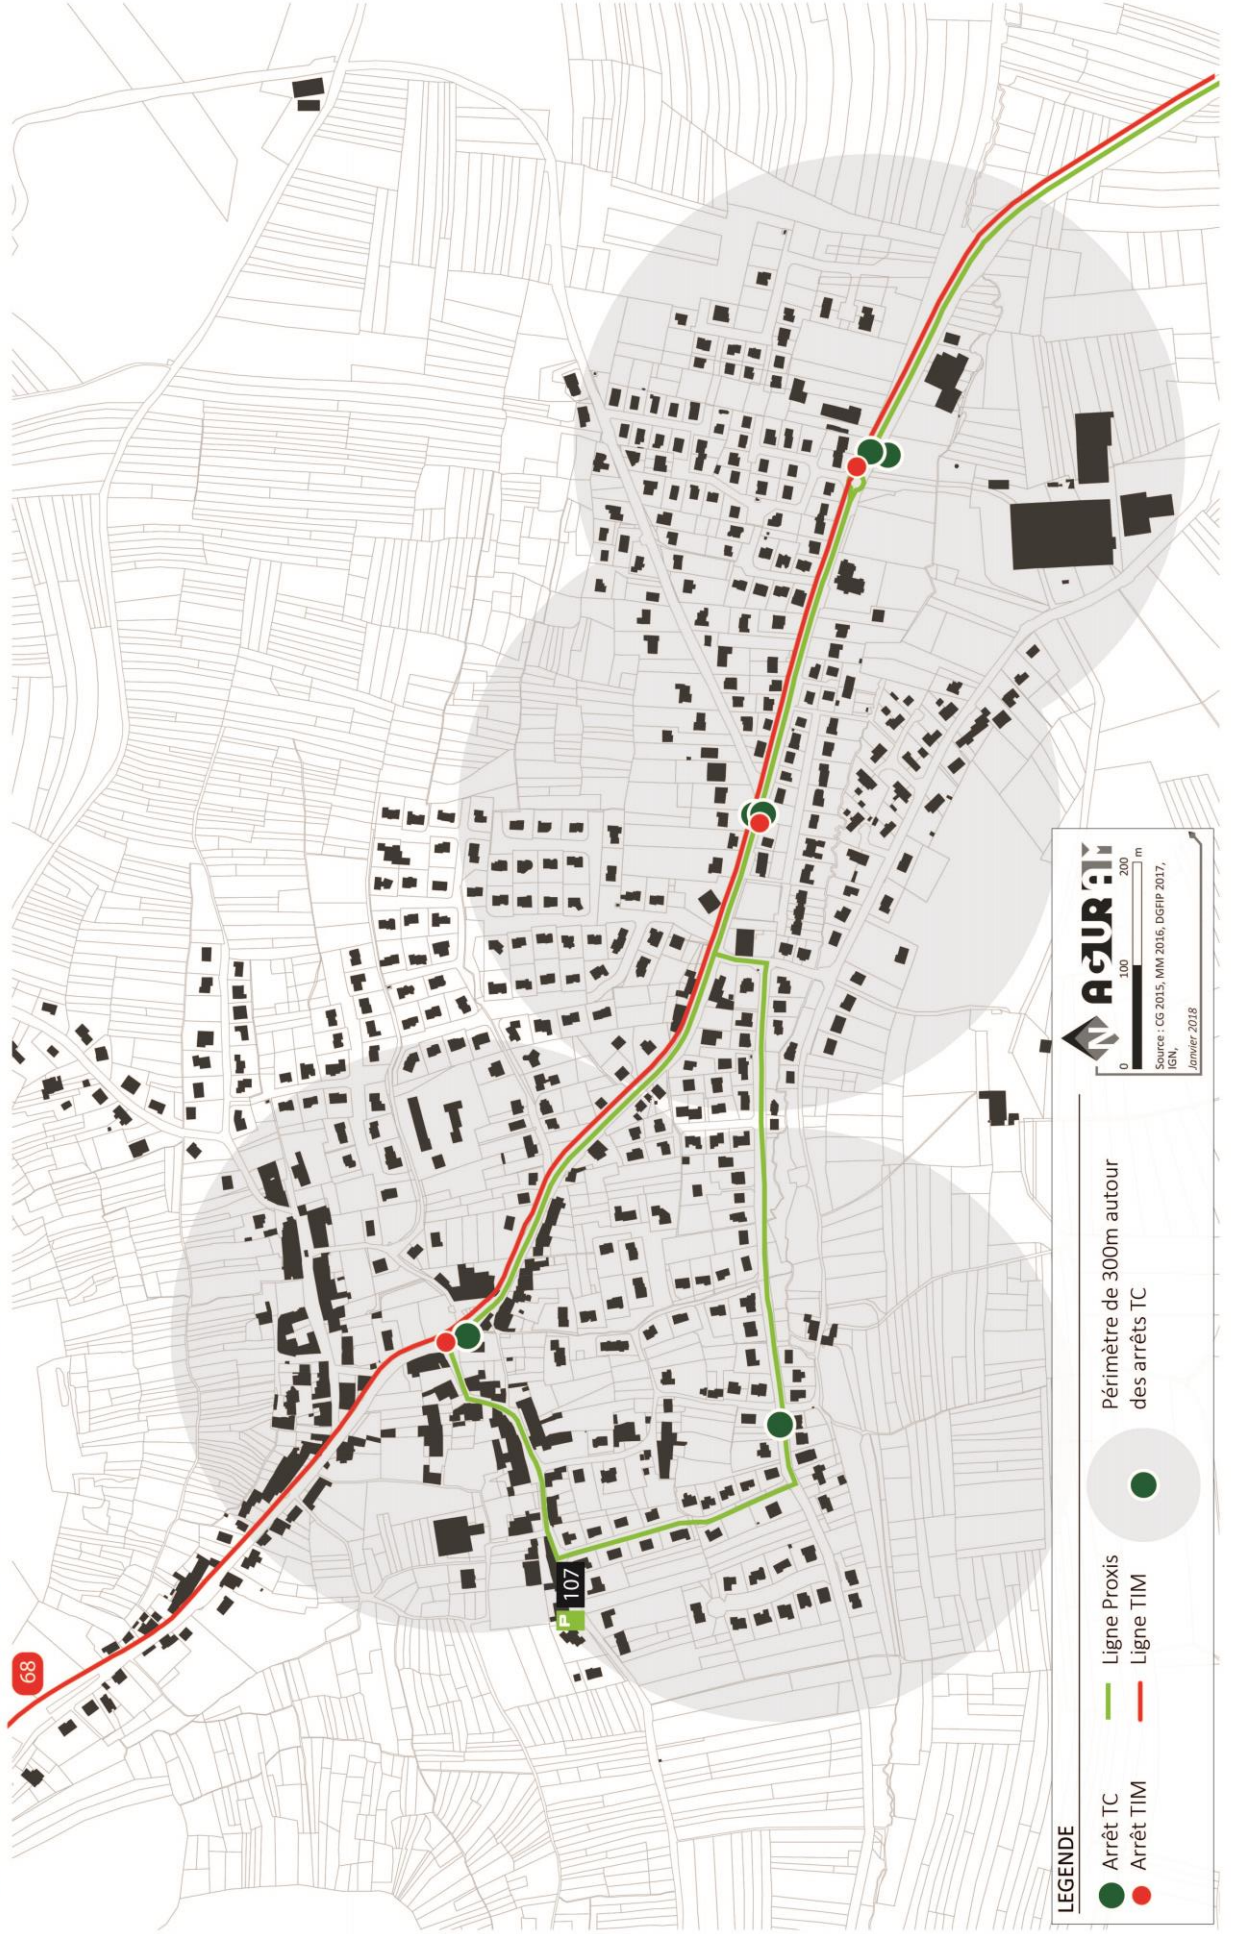 68
P 107
LEGENDE
Arrêt TC
Arrêt TIM
Ligne Proxis
Ligne TIM
Périmètre de 300m autour
des arrêts TC
N AGURAM
0 100 200 m
Source : CG 2015, MM 2016, DGFIP 2017,
IGN,
Janvier 2018